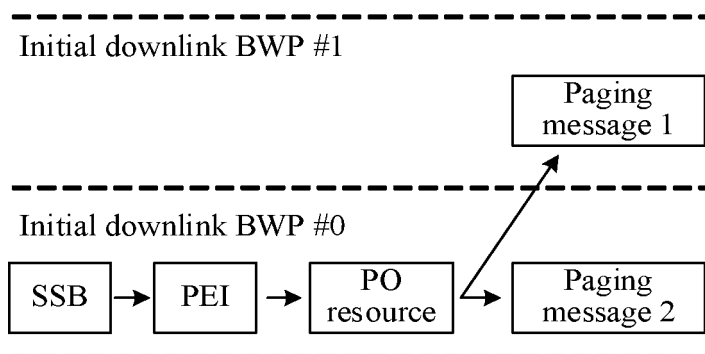 Initial downlink BWP #1
Paging
message 1
Initial downlink BWP #0
SSB
PEI
PO
resource
Paging
message 2